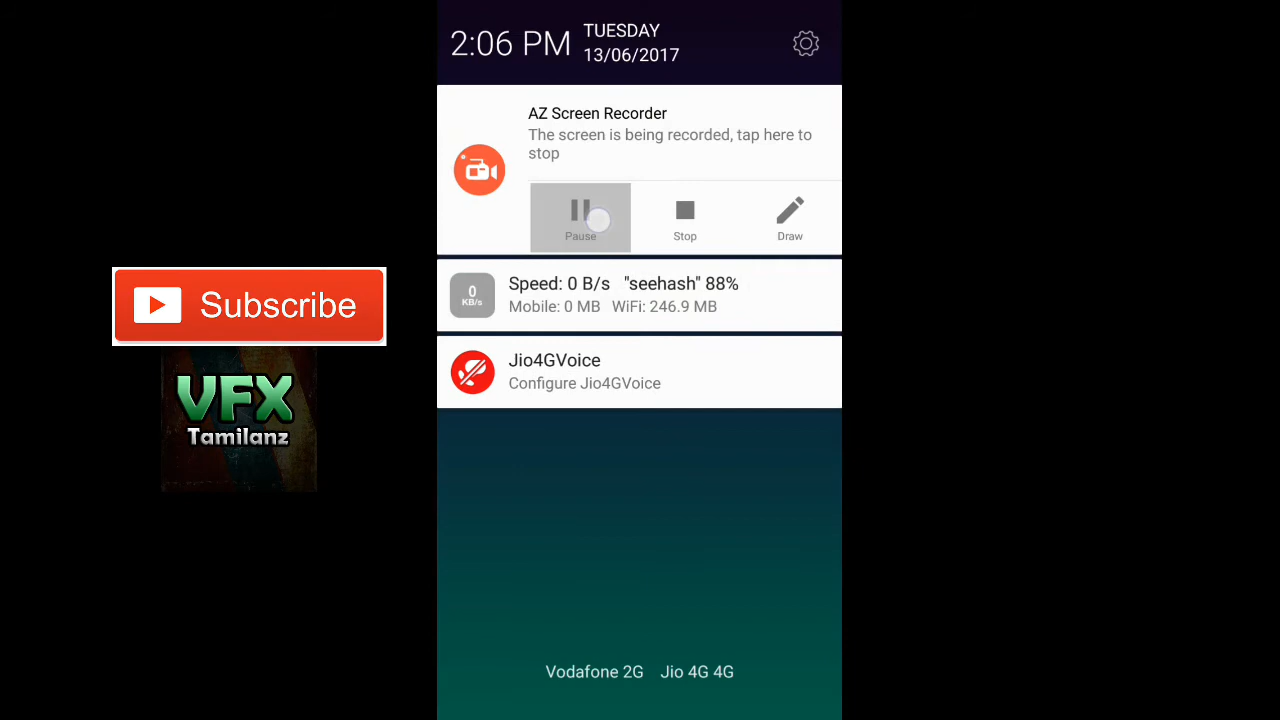 2:06 PM
TUESDAY
13/06/2017
AZ Screen Recorder
The screen is being recorded, tap here to
stop
Pause
Stop
Draw
0
KB/s
Speed: 0 B/s "seehash" 88%
Mobile: 0 MB WiFi: 246.9 MB
Jio4GVoice
Configure Jio4GVoice
Vodafone 2G Jio 4G 4G
Subscribe
VFX
Tamilanz